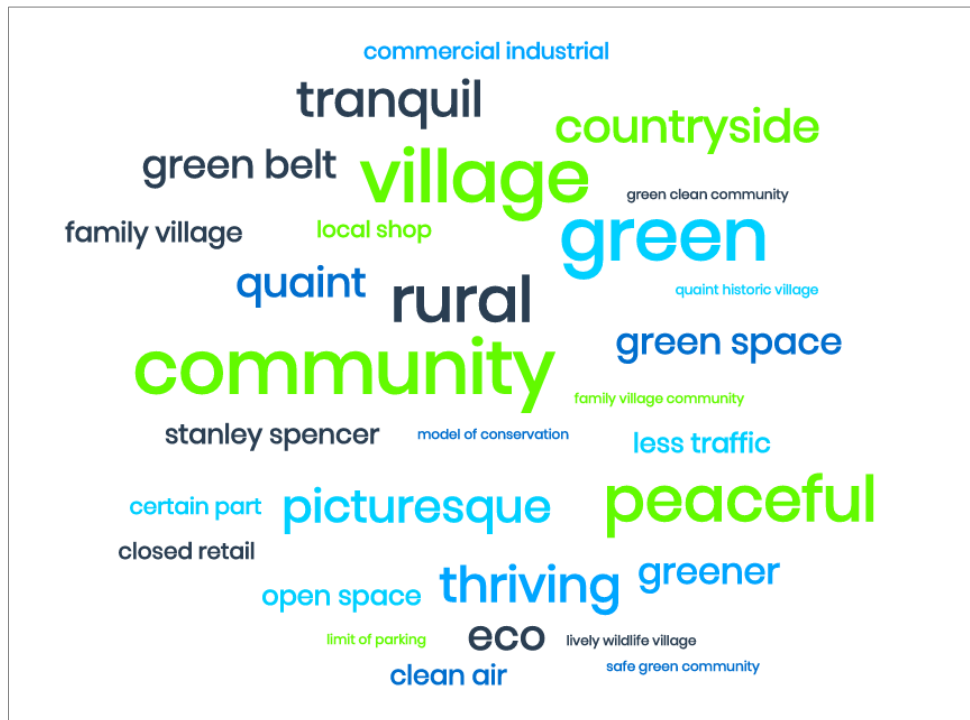 commercial industrial
tranquil
countryside
green belt
village
green clean community
family village
local shop
green
quaint
rural
quaint historic village
green space
community
family village community
stanley spencer
model of conservation
less traffic
certain part
picturesque
peaceful
closed retail
open space
thriving
greener
limit of parking
eco
lively wildlife village
clean air
safe green community